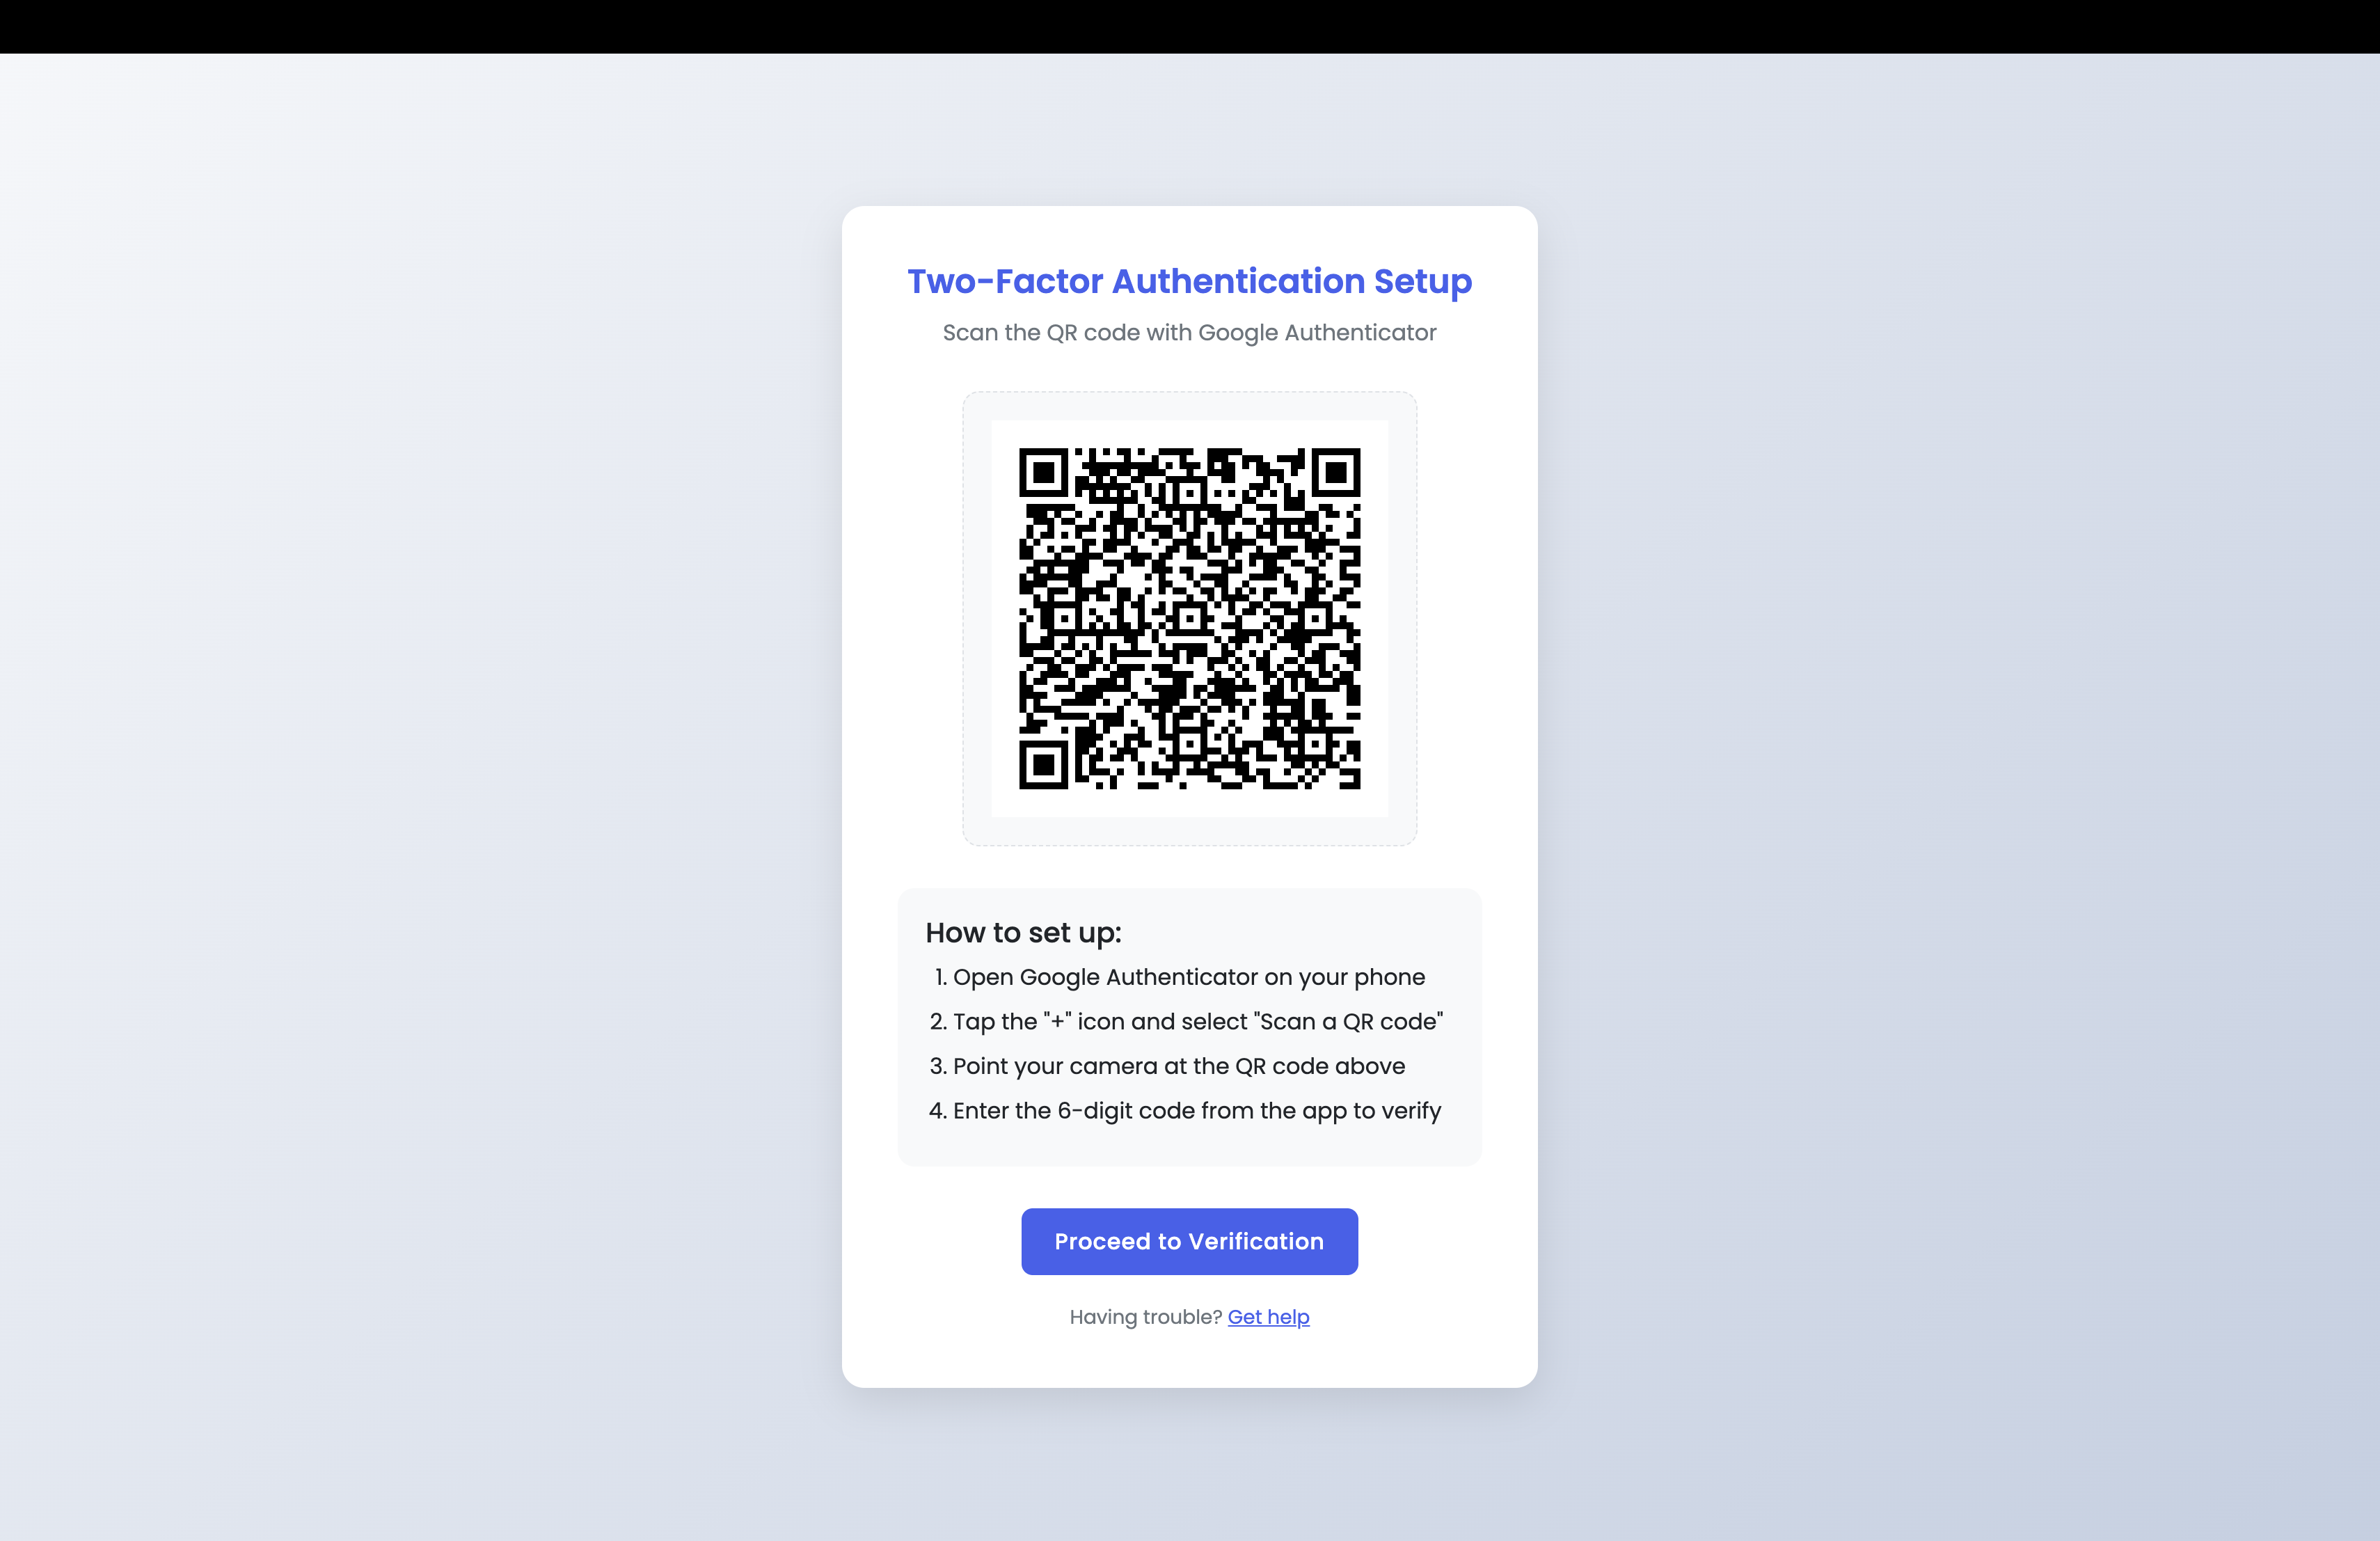 Two-Factor Authentication Setup
Scan the QR code with Google Authenticator
How to set up:
1. Open Google Authenticator on your phone
2. Tap the "+" icon and select "Scan a QR code"
3. Point your camera at the QR code above
4. Enter the 6-digit code from the app to verify
Proceed to Verification
Having trouble? Get help